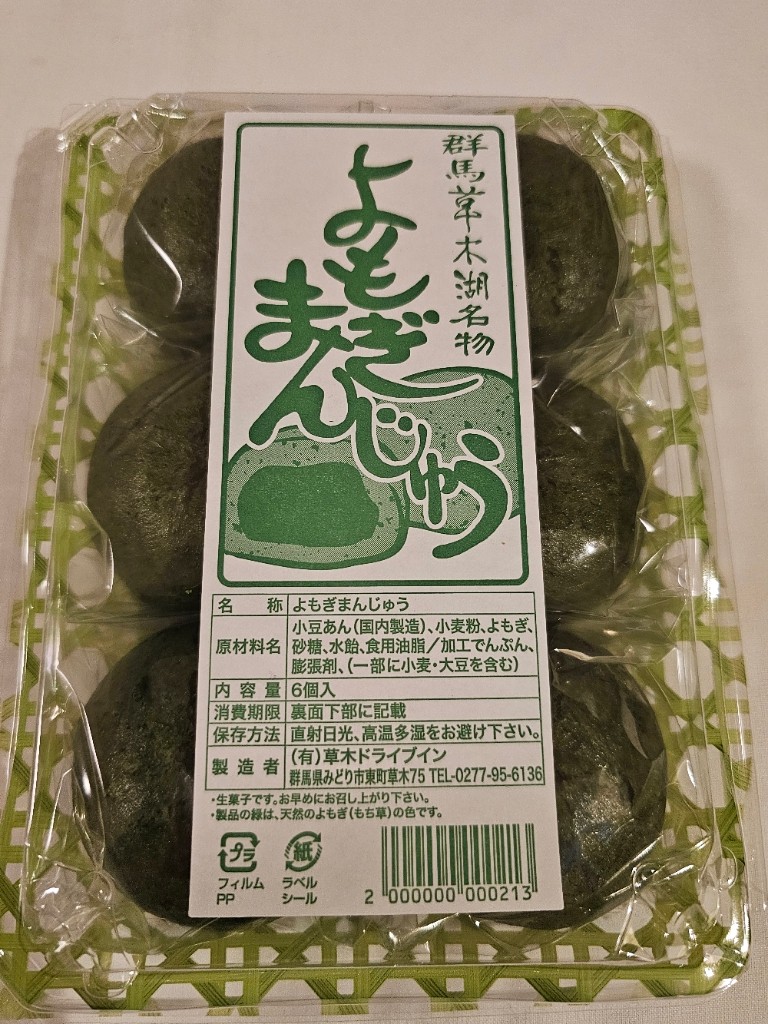 群馬草木湖名物
よもぎ
まんじゅう
名 称 よもぎまんじゅう
原材料名 小豆あん(国内製造)、小麦粉、よもぎ、
砂糖、水飴、食用油脂/加工でんぷん、
膨張剤、(一部に小麦・大豆を含む)
内容量 6個入
消費期限 裏面下部に記載
保存方法 直射日光、高温多湿をお避け下さい。
製造者 (有)草木ドライブイン
群馬県みどり市東町草木75 TEL-0277-95-6136
・生菓子です。お早めにお召し上がり下さい。
・製品の緑は、天然のよもぎ(もち草)の色です。
プラ
フィルム
PP
紙
ラベル
シール
2 000000 000213